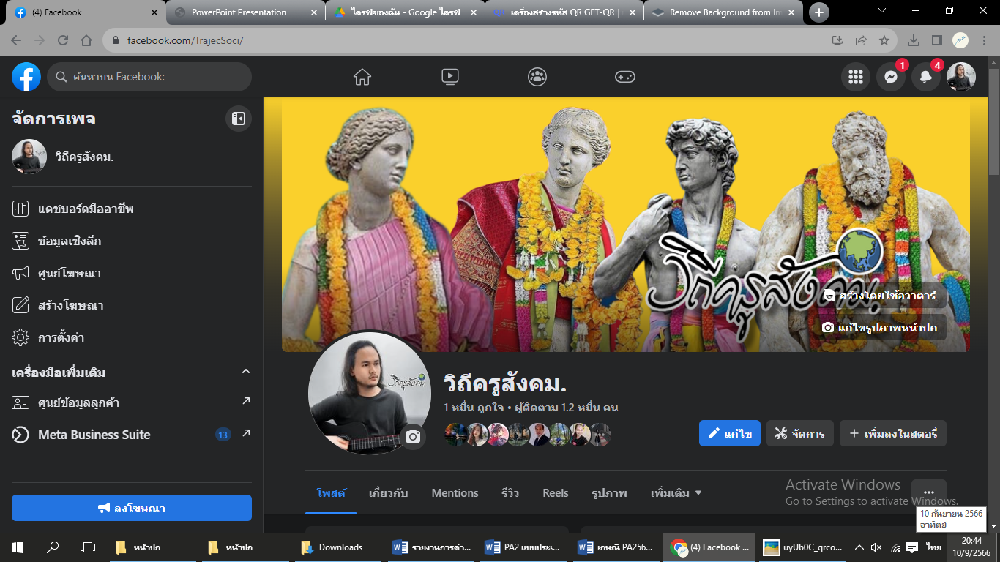 (4) Facebook
PowerPoint Presentation
ไดรฟ์ของฉัน - Google ไดรฟ์
QR
เครื่องสร้างรหัส QR GET-QR |
Remove Background from Im
facebook.com/TrajecSoci/
ค้นหาบน Facebook:
1
4
จัดการเพจ
วิถีครูสังคม.
แดชบอร์ดมืออาชีพ
ข้อมูลเชิงลึก
ศูนย์โฆษณา
สร้างโฆษณา
การตั้งค่า
เครื่องมือเพิ่มเติม
ศูนย์ข้อมูลลูกค้า
Meta Business Suite
13
ลงโฆษณา
วิถีครูสังคม.
สร้างโดยใช้อวาตาร์
แก้ไขรูปภาพหน้าปก
วิถีครูสังคม.
วิถีครูสังคม.
1 หมื่น ถูกใจ • ผู้ติดตาม 1.2 หมื่น คน
แก้ไข
จัดการ
เพิ่มลงในสตอรี่
โพสต์
เกี่ยวกับ
Mentions
รีวิว
Reels
รูปภาพ
เพิ่มเติม
Activate Windows
Go to Settings to activate Windows.
10 กันยายน 2566
อาทิตย์
หน้าปก
หน้าปก
Downloads
รายงานการดำ...
PA2 แบบประเ...
เกษณี PA256...
(4) Facebook ...
uyUb0C_qrco...
ไทย
20:44
10/9/2566